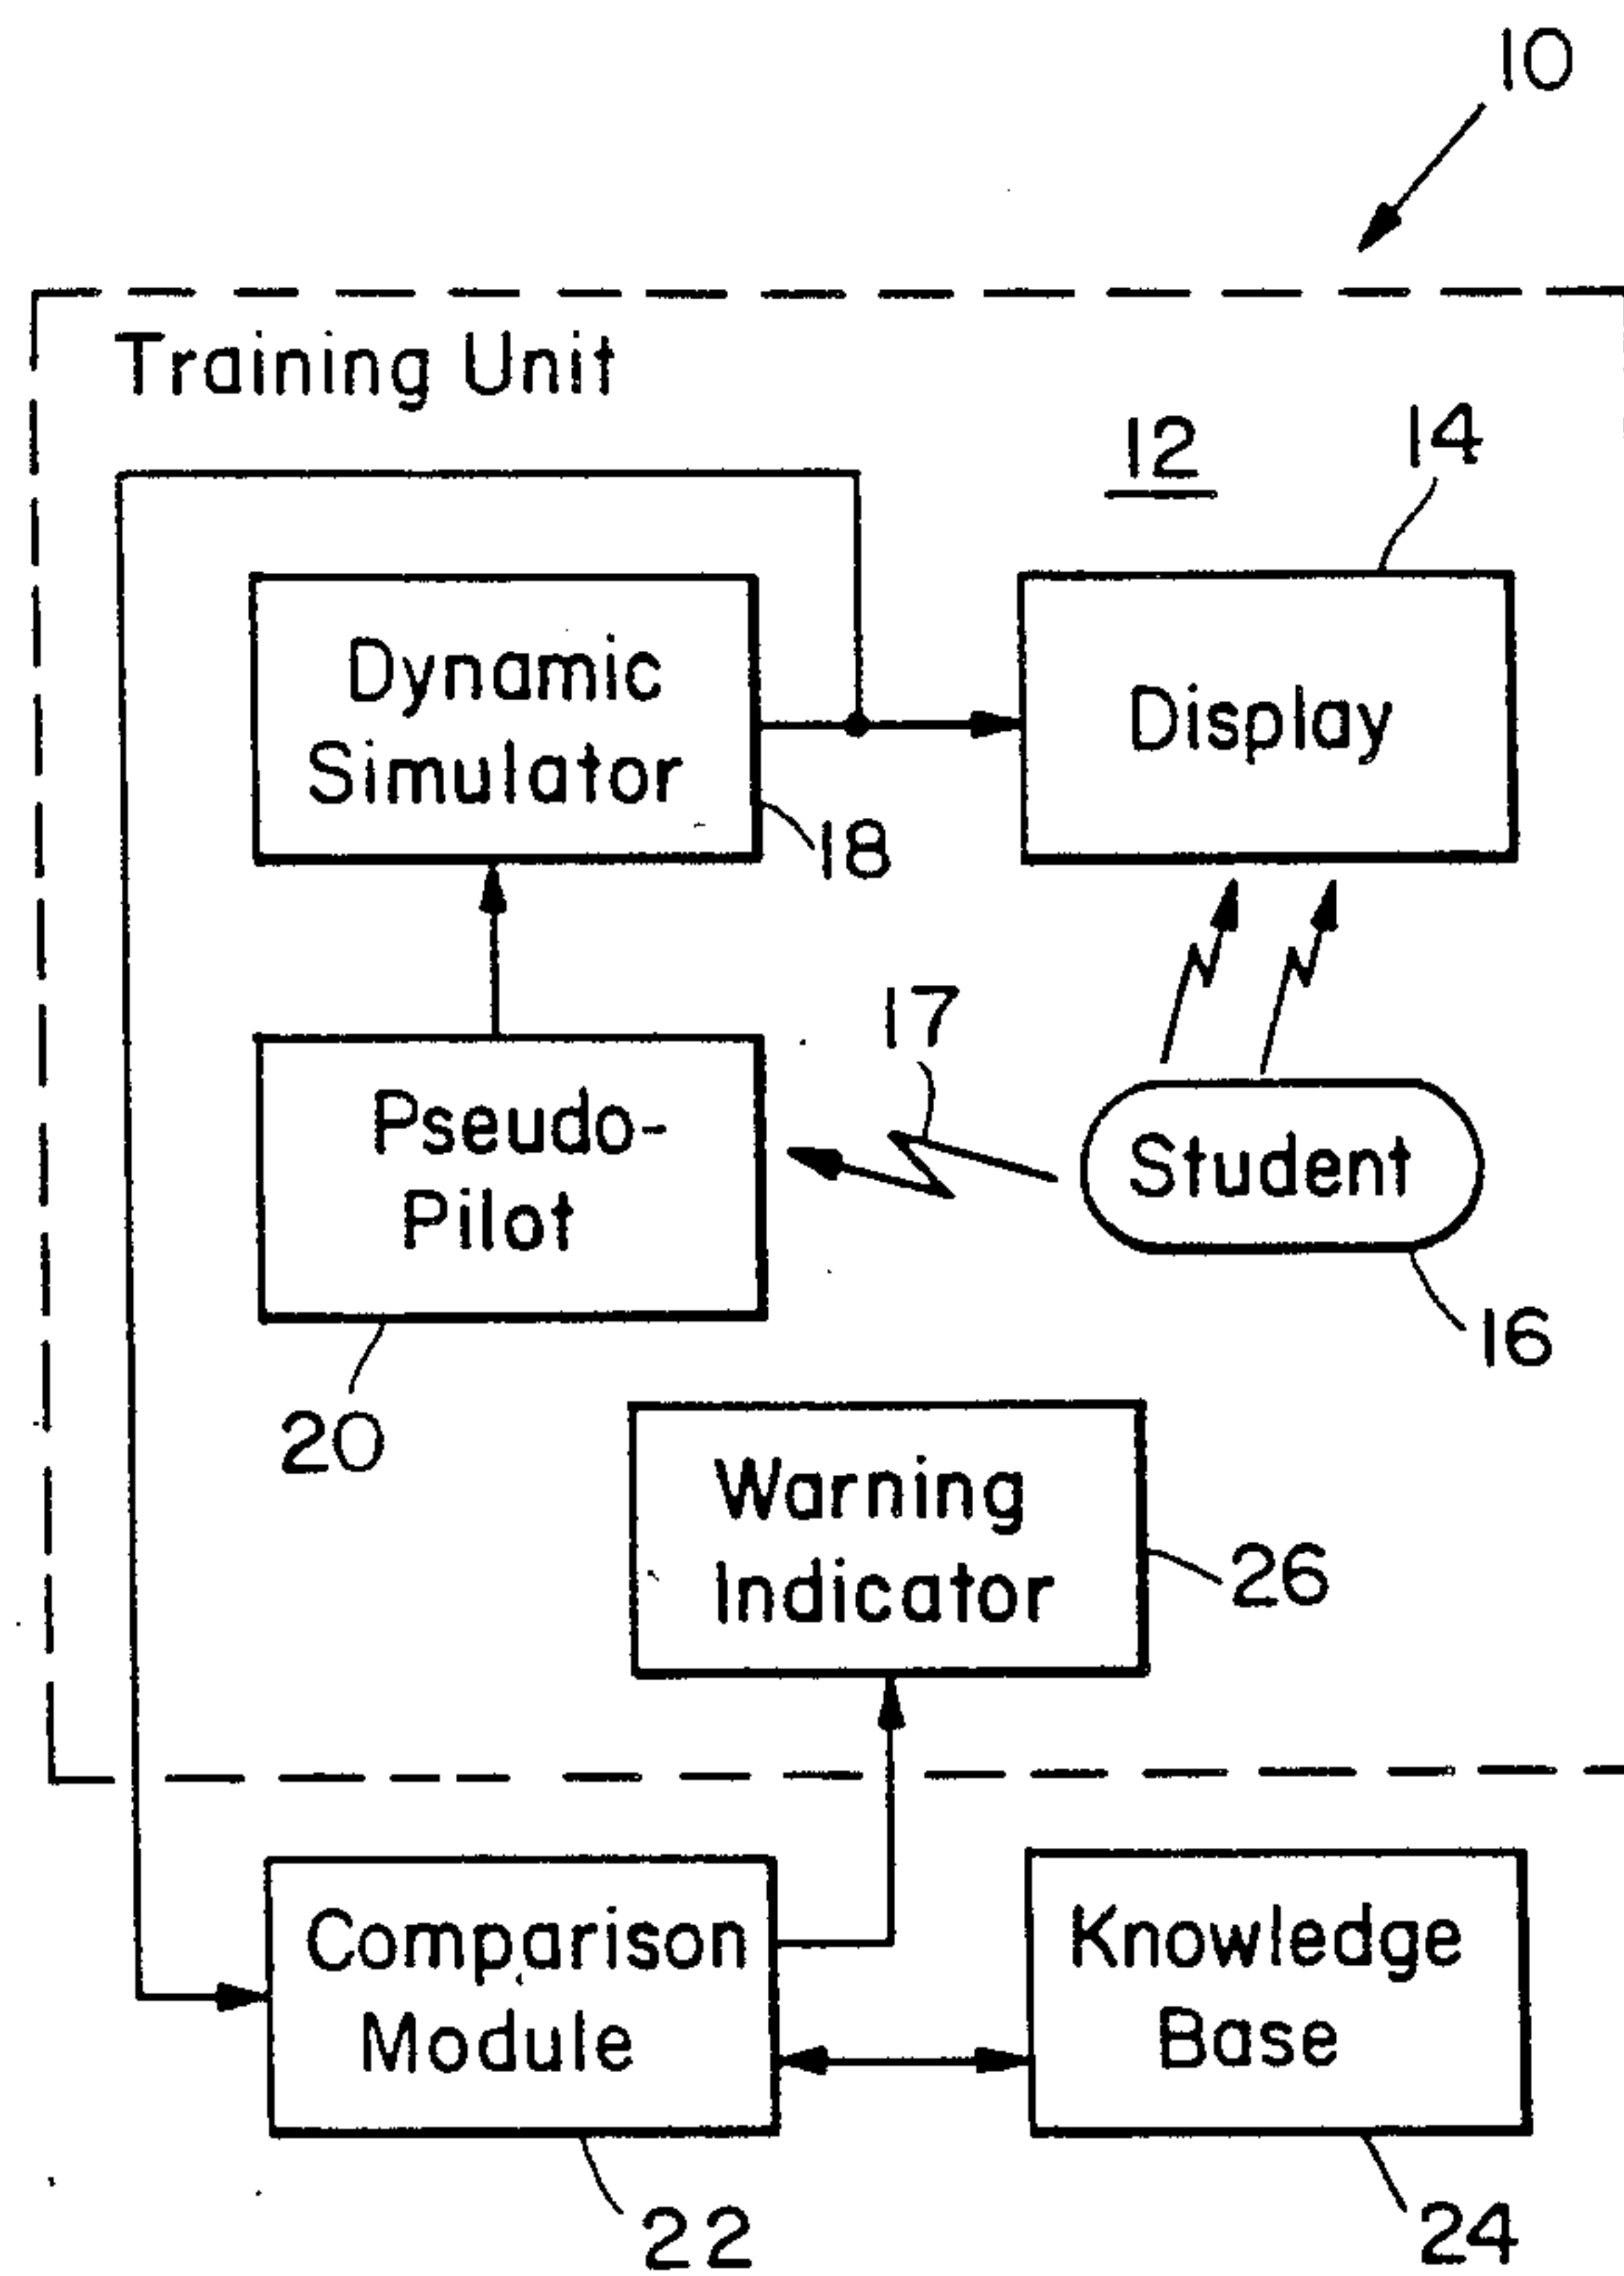 10
Training Unit
12
14
Dynamic
Simulator
Display
18
17
Pseudo-
Pilot
Student
16
20
Warning
Indicator
26
Comparison
Module
Knowledge
Base
22
24